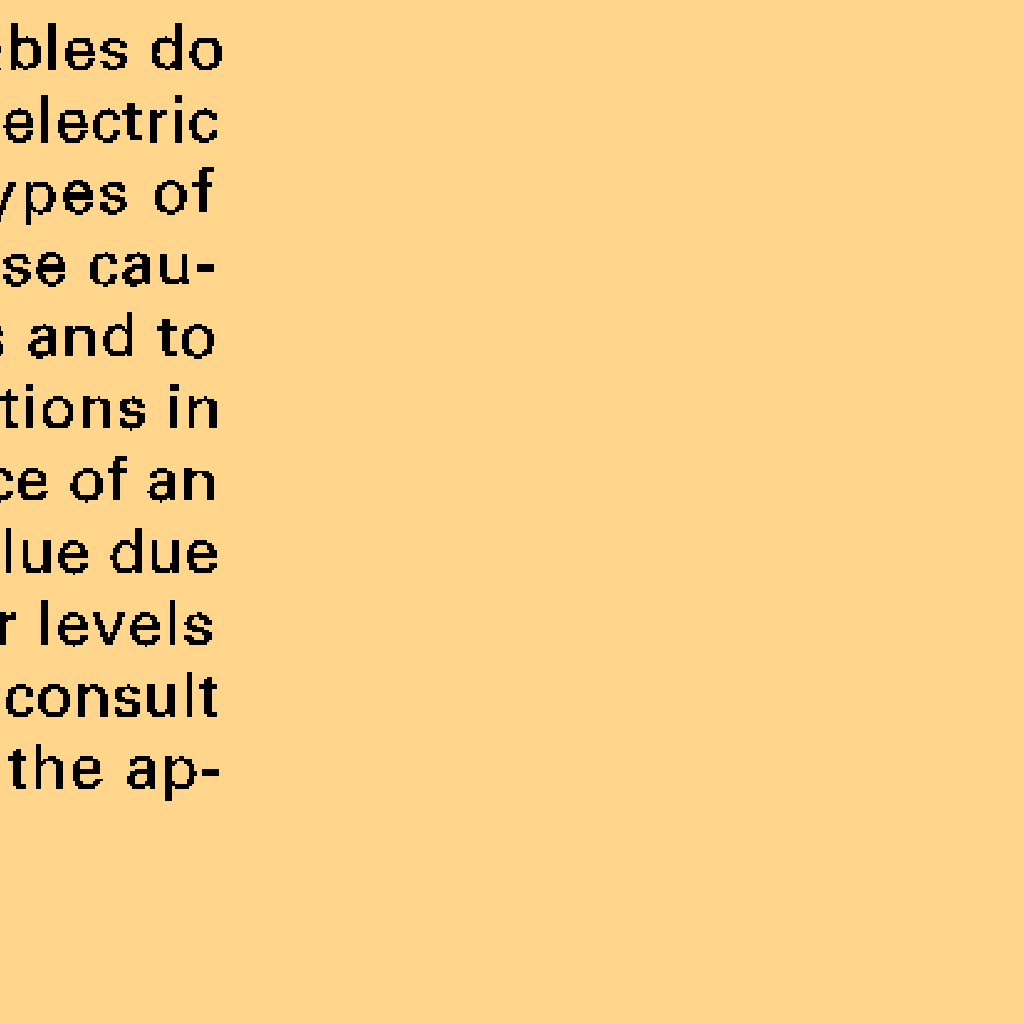 bles do
electric
ypes of
se cau-
s and to
tions in
ce of an
lue due
r levels
consult
the ap-